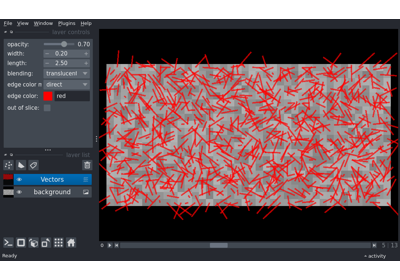 File View Plugins Window Help
layer controls
opacity: 0.70
width: 0.20
length: 2.50
blending: translucent
edge color m direct
edge color: red
out of slice:
layer list
Vectors
background
Ready
0
5 13
activity